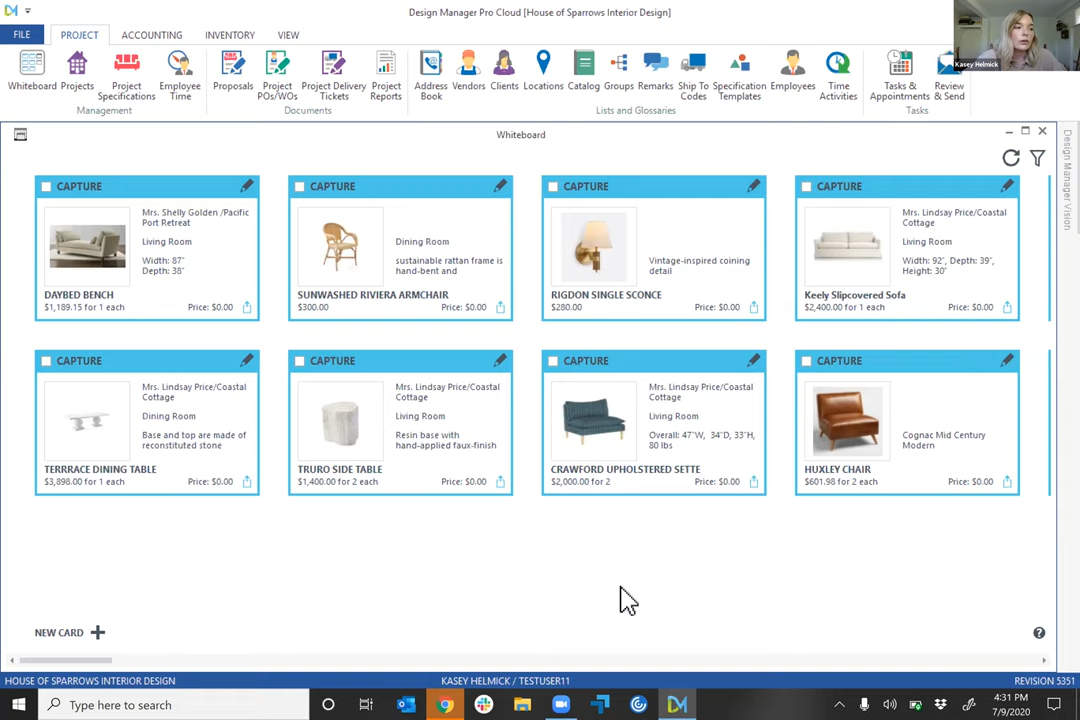 Design Manager Pro Cloud [House of Sparrows Interior Design]
Kasey Helmick
FILE PROJECT ACCOUNTING INVENTORY VIEW
Whiteboard Projects Project Specifications Employee Time
Management
Proposals Project POs/WOs Project Delivery Tickets Project Reports
Documents
Address Book Vendors Clients Locations Catalog Groups Remarks Ship To Codes Specification Templates Employees Time Activities
Lists and Glossaries
Tasks & Appointments Review & Send
Tasks
Whiteboard
Design Manager Vision
CAPTURE
Mrs. Shelly Golden /Pacific
Port Retreat
Living Room
Width: 87"
Depth: 38"
DAYBED BENCH
$1,189.15 for 1 each Price: $0.00
CAPTURE
Dining Room
sustainable rattan frame is
hand-bent and
SUNWASHED RIVIERA ARMCHAIR
$300.00 Price: $0.00
CAPTURE
Vintage-inspired coining
detail
RIGDON SINGLE SCONCE
$280.00 Price: $0.00
CAPTURE
Mrs. Lindsay Price/Coastal
Cottage
Living Room
Width: 92", Depth: 39",
Height: 30"
Keely Slipcovered Sofa
$2,400.00 for 1 each Price: $0.00
CAPTURE
Mrs. Lindsay Price/Coastal
Cottage
Dining Room
Base and top are made of
reconstituted stone
TERRRACE DINING TABLE
$3,898.00 for 1 each Price: $0.00
CAPTURE
Mrs. Lindsay Price/Coastal
Cottage
Living Room
Resin base with
hand-applied faux-finish
TRURO SIDE TABLE
$1,400.00 for 2 each Price: $0.00
CAPTURE
Mrs. Lindsay Price/Coastal
Cottage
Living Room
Overall: 47"W, 34"D, 33"H,
80 lbs
CRAWFORD UPHOLSTERED SETTE
$2,000.00 for 2 Price: $0.00
CAPTURE
Cognac Mid Century
Modern
HUXLEY CHAIR
$601.98 for 2 each Price: $0.00
NEW CARD
HOUSE OF SPARROWS INTERIOR DESIGN KASEY HELMICK / TESTUSER11 REVISION 5351
Type here to search
4:31 PM
7/9/2020